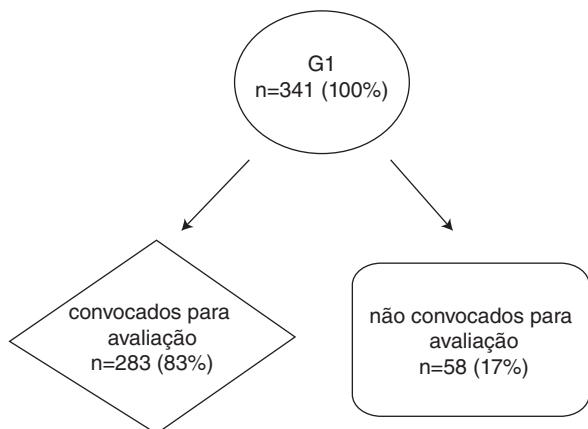 G1
n=341 (100%)
convocados para
avaliação
n=283 (83%)
não convocados para
avaliação
n=58 (17%)